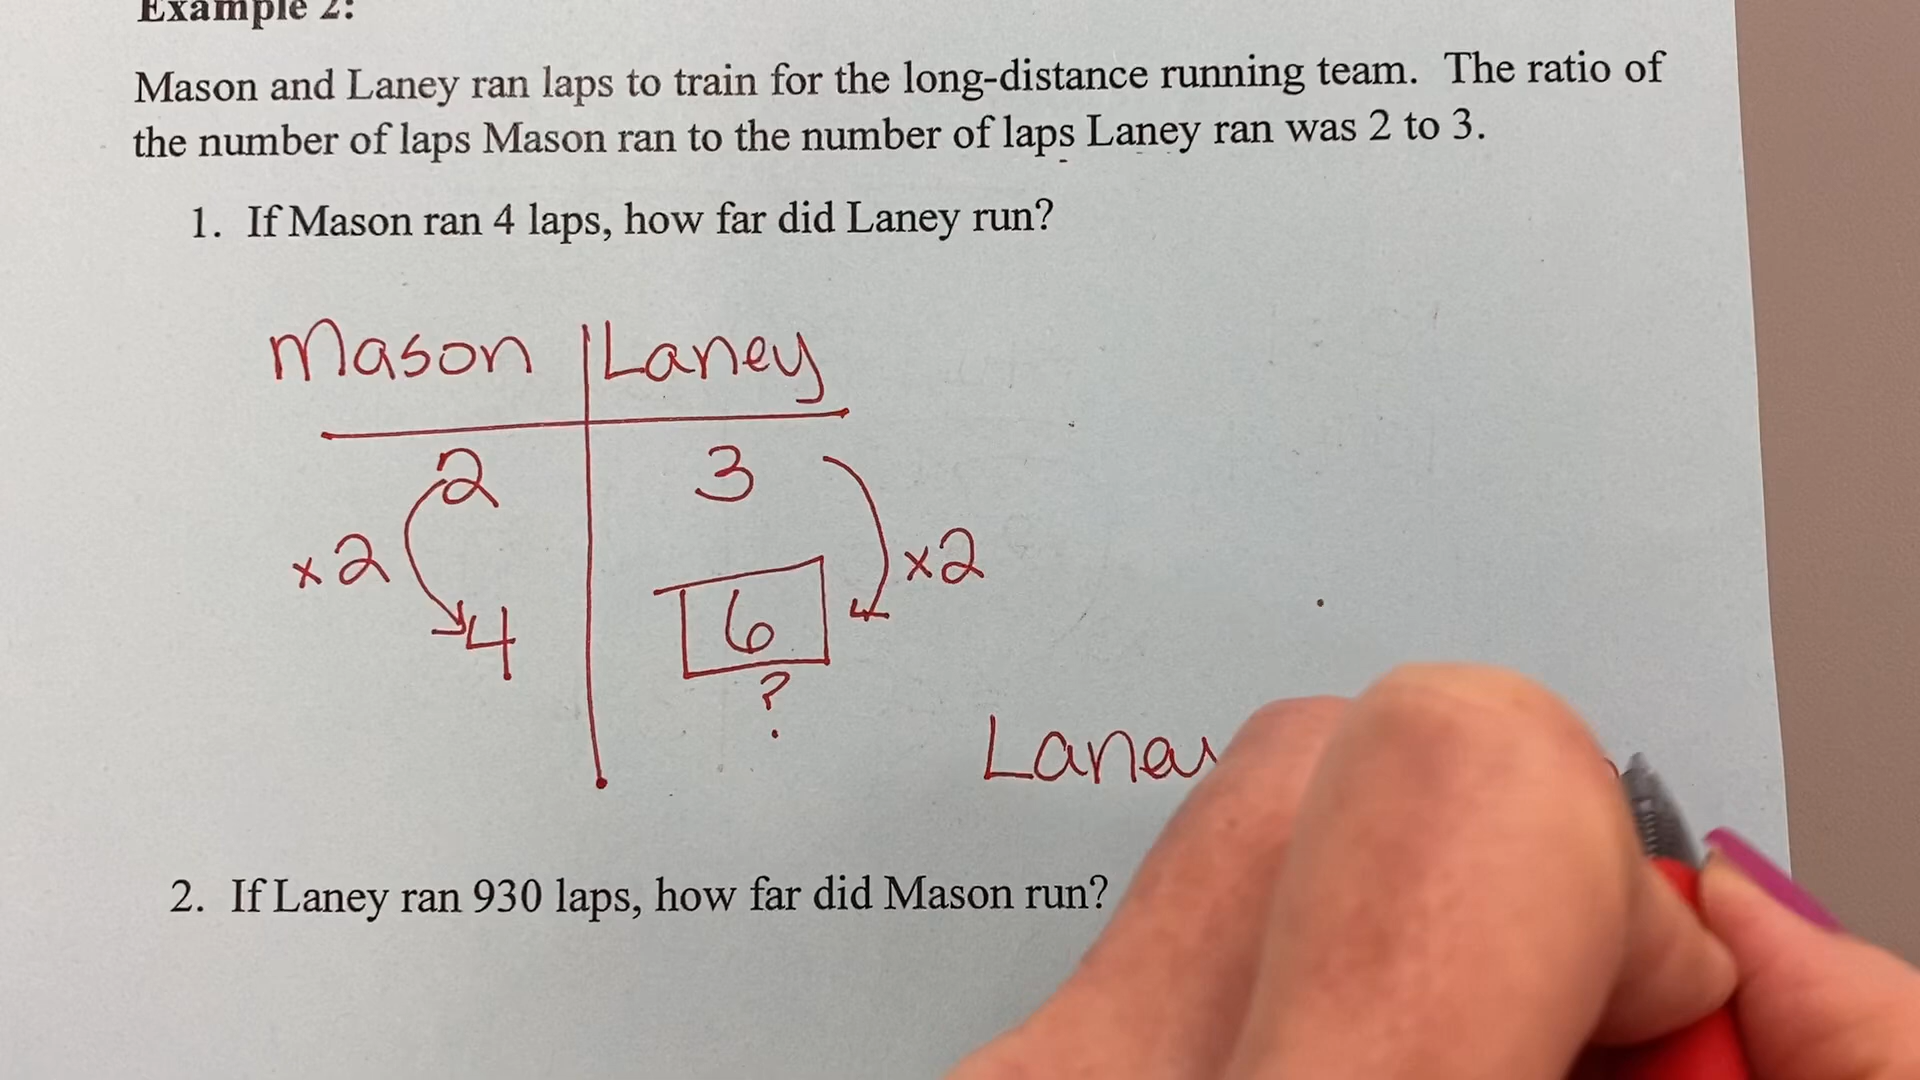 Example 2:
Mason and Laney ran laps to train for the long-distance running team. The ratio of
the number of laps Mason ran to the number of laps Laney ran was 2 to 3.
1. If Mason ran 4 laps, how far did Laney run?
Mason Laney
2 3
×2 ×2
4 6
?
2. If Laney ran 930 laps, how far did Mason run?